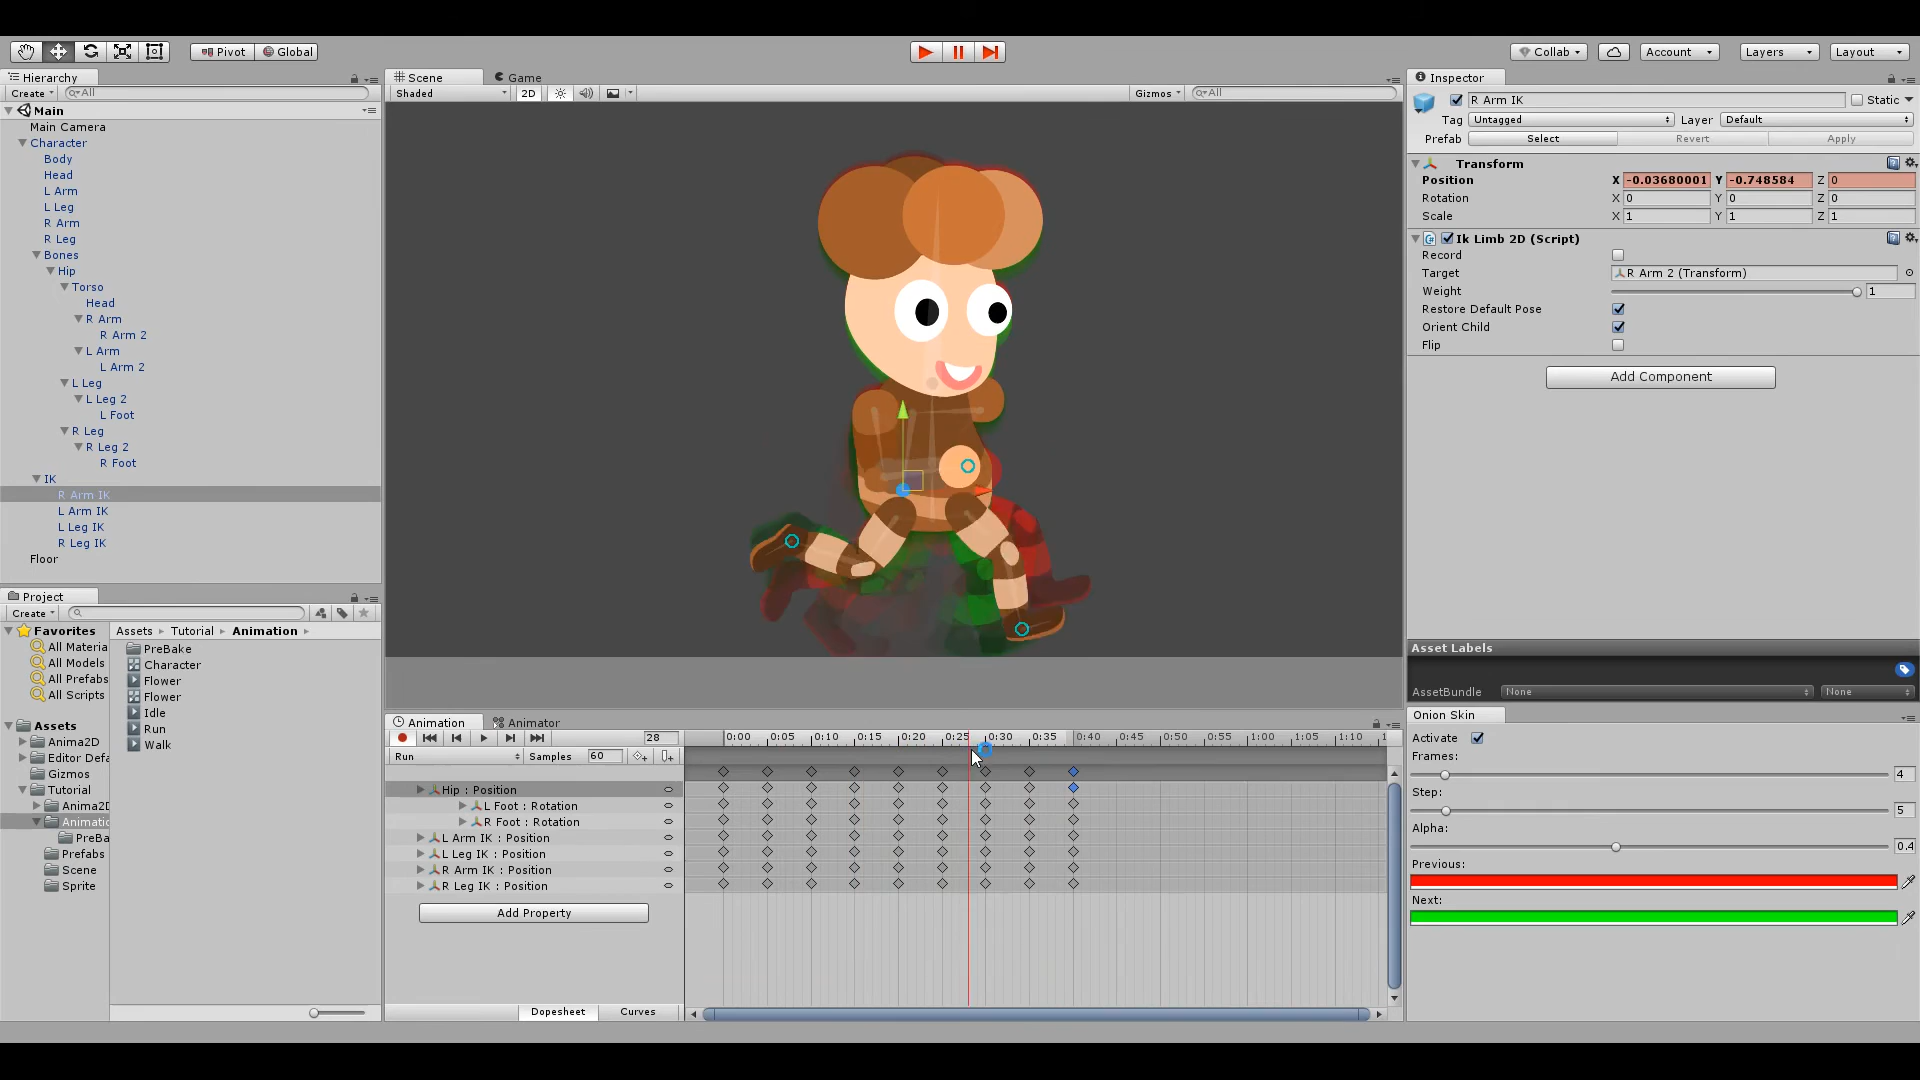 Pivot Global Collab Account Layers Layout
Hierarchy
Create All
Main
Main Camera
Character
Body
Head
L Arm
L Leg
R Arm
R Leg
Bones
Hip
Torso
Head
R Arm
R Arm 2
L Arm
L Arm 2
L Leg
L Leg 2
L Foot
R Leg
R Leg 2
R Foot
IK
R Arm IK
L Arm IK
L Leg IK
R Leg IK
Floor
Scene Game
Shaded 2D Gizmos All
Inspector
R Arm IK Static
Tag Untagged Layer Default
Prefab Select Revert Apply
Transform
Position X -0.03680001 Y -0.748584 Z 0
Rotation X 0 Y 0 Z 0
Scale X 1 Y 1 Z 1
Ik Limb 2D (Script)
Record
Target R Arm 2 (Transform)
Weight 1
Restore Default Pose
Orient Child
Flip
Add Component
Project
Create
Favorites
All Materia
All Models
All Prefabs
All Scripts
Assets
Anima2D
Editor Defa
Gizmos
Tutorial
Anima2D
Animatic
PreBa
Prefabs
Scene
Sprite
Assets Tutorial Animation
PreBake
Character
Flower
Flower
Idle
Run
Walk
Animation Animator
28 0:00 0:05 0:10 0:15 0:20 0:25 0:30 0:35 0:40 0:45 0:50 0:55 1:00 1:05 1:10 1
Run Samples 60
Hip : Position
L Foot : Rotation
R Foot : Rotation
L Arm IK : Position
L Leg IK : Position
R Arm IK : Position
R Leg IK : Position
Add Property
Dopesheet Curves
Asset Labels
AssetBundle None None
Onion Skin
Activate
Frames:
4
Step:
5
Alpha:
0.4
Previous:
Next: